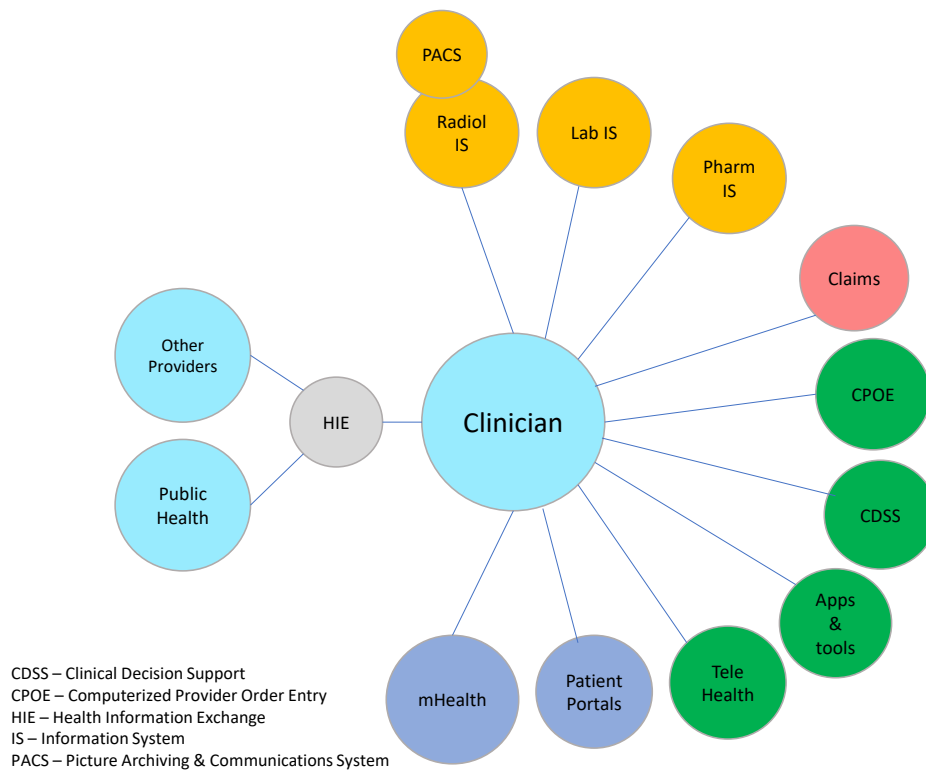 PACS
Radiol
IS
Lab IS
Pharm
IS
Claims
Other
Providers
HIE
Clinician
CPOE
Public
Health
CDSS
Apps
&
tools
mHealth
Patient
Portals
Tele
Health
CDSS – Clinical Decision Support
CPOE – Computerized Provider Order Entry
HIE – Health Information Exchange
IS – Information System
PACS – Picture Archiving & Communications System